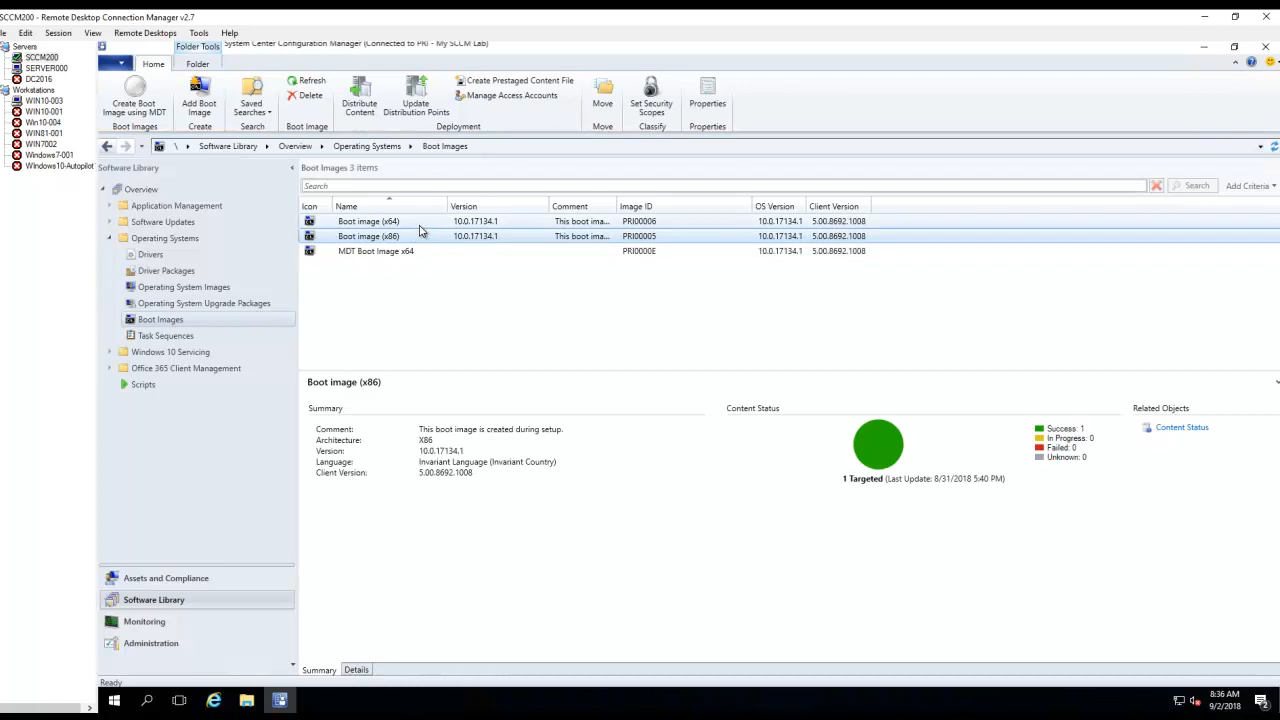 SCCM200 - Remote Desktop Connection Manager v2.7
le Edit Session View Remote Desktops Tools Help
Servers
SCCM200
SERVER000
DC2016
Workstations
WIN10-003
WIN10-001
Win10-004
WIN81-001
WIN7002
Windows7-001
WIndows10-Autopilot
Folder Tools System Center Configuration Manager (Connected to PRI - My SCCM Lab)
Home Folder
Create Boot Image using MDT
Boot Images
Add Boot Image
Create
Saved Searches
Search
Refresh
Delete
Boot Image
Distribute Content
Update Distribution Points
Create Prestaged Content File
Manage Access Accounts
Deployment
Move
Move
Set Security Scopes
Classify
Properties
Properties
\ Software Library Overview Operating Systems Boot Images
Software Library
Overview
Application Management
Software Updates
Operating Systems
Drivers
Driver Packages
Operating System Images
Operating System Upgrade Packages
Boot Images
Task Sequences
Windows 10 Servicing
Office 365 Client Management
Scripts
Assets and Compliance
Software Library
Monitoring
Administration
Boot Images 3 items
Search Search Add Criteria
Icon Name Version Comment Image ID OS Version Client Version
Boot image (x64) 10.0.17134.1 This boot ima... PRI00006 10.0.17134.1 5.00.8692.1008
Boot image (x86) 10.0.17134.1 This boot ima... PRI00005 10.0.17134.1 5.00.8692.1008
MDT Boot Image x64 PRI0000E 10.0.17134.1 5.00.8692.1008
Boot image (x86)
Summary
Comment: This boot image is created during setup.
Architecture: X86
Version: 10.0.17134.1
Language: Invariant Language (Invariant Country)
Client Version: 5.00.8692.1008
Content Status
Success: 1
In Progress: 0
Failed: 0
Unknown: 0
1 Targeted (Last Update: 8/31/2018 5:40 PM)
Related Objects
Content Status
Summary Details
Ready
8:36 AM
9/2/2018
2